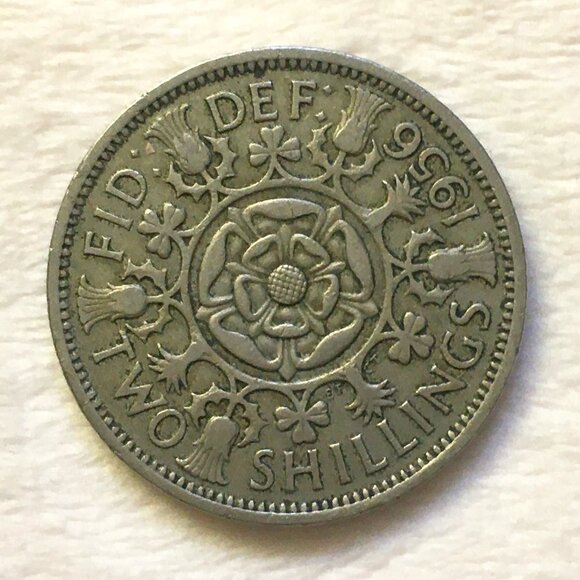 FID · DEF:
1956
TWO SHILLINGS